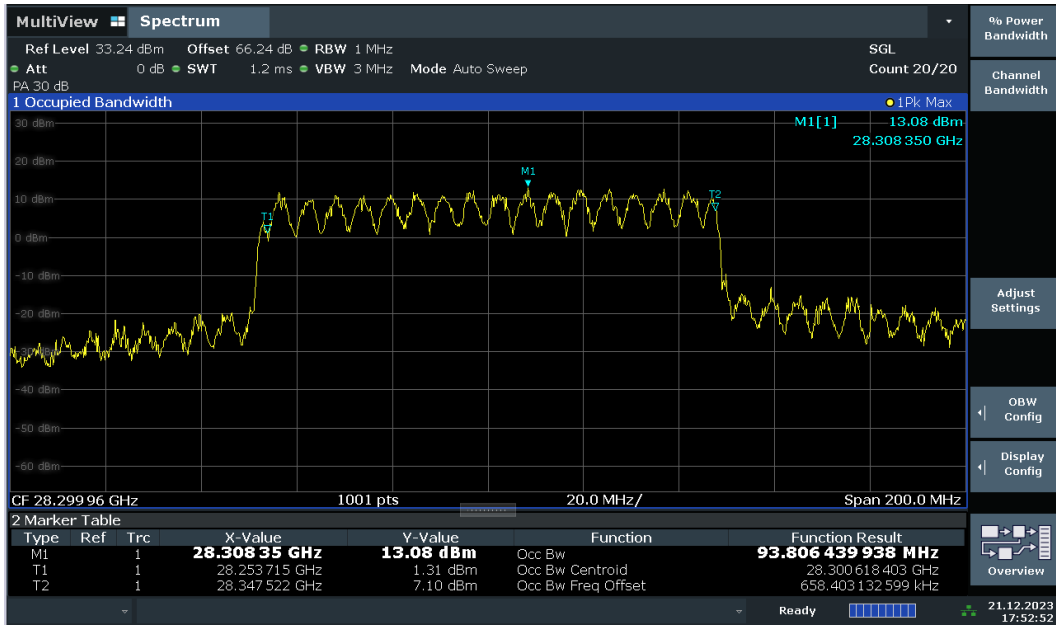 MultiView Spectrum
Ref Level 33.24 dBm Offset 66.24 dB RBW 1 MHz SGL
Att 0 dB SWT 1.2 ms VBW 3 MHz Mode Auto Sweep Count 20/20
PA 30 dB
1 Occupied Bandwidth 1Pk Max
30 dBm
M1[1] 13.08 dBm
28.308 350 GHz
20 dBm
M1
10 dBm
T1
T2
0 dBm
-10 dBm
-20 dBm
-30 dBm
-40 dBm
-50 dBm
-60 dBm
CF 28.299 96 GHz 1001 pts 20.0 MHz/ Span 200.0 MHz
2 Marker Table
Type Ref Trc X-Value Y-Value Function Function Result
M1 1 28.308 35 GHz 13.08 dBm Occ Bw 93.806 439 938 MHz
T1 1 28.253 715 GHz 1.31 dBm Occ Bw Centroid 28.300 618 403 GHz
T2 1 28.347 522 GHz 7.10 dBm Occ Bw Freq Offset 658.403 132 599 kHz
Ready
21.12.2023
17:52:52
% Power
Bandwidth
Channel
Bandwidth
Adjust
Settings
OBW
Config
Display
Config
Overview